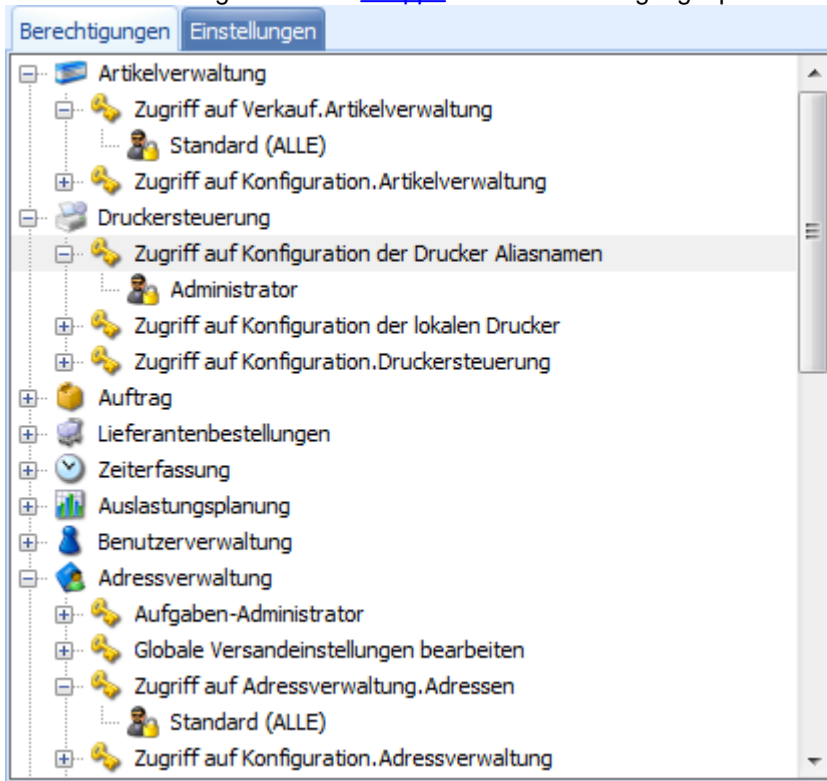 Berechtigungen Einstellungen
Artikelverwaltung
Zugriff auf Verkauf.Artikelverwaltung
Standard (ALLE)
Zugriff auf Konfiguration.Artikelverwaltung
Druckersteuerung
Zugriff auf Konfiguration der Drucker Aliasnamen
Administrator
Zugriff auf Konfiguration der lokalen Drucker
Zugriff auf Konfiguration.Druckersteuerung
Auftrag
Lieferantenbestellungen
Zeiterfassung
Auslastungsplanung
Benutzerverwaltung
Adressverwaltung
Aufgaben-Administrator
Globale Versandeinstellungen bearbeiten
Zugriff auf Adressverwaltung.Adressen
Standard (ALLE)
Zugriff auf Konfiguration.Adressverwaltung